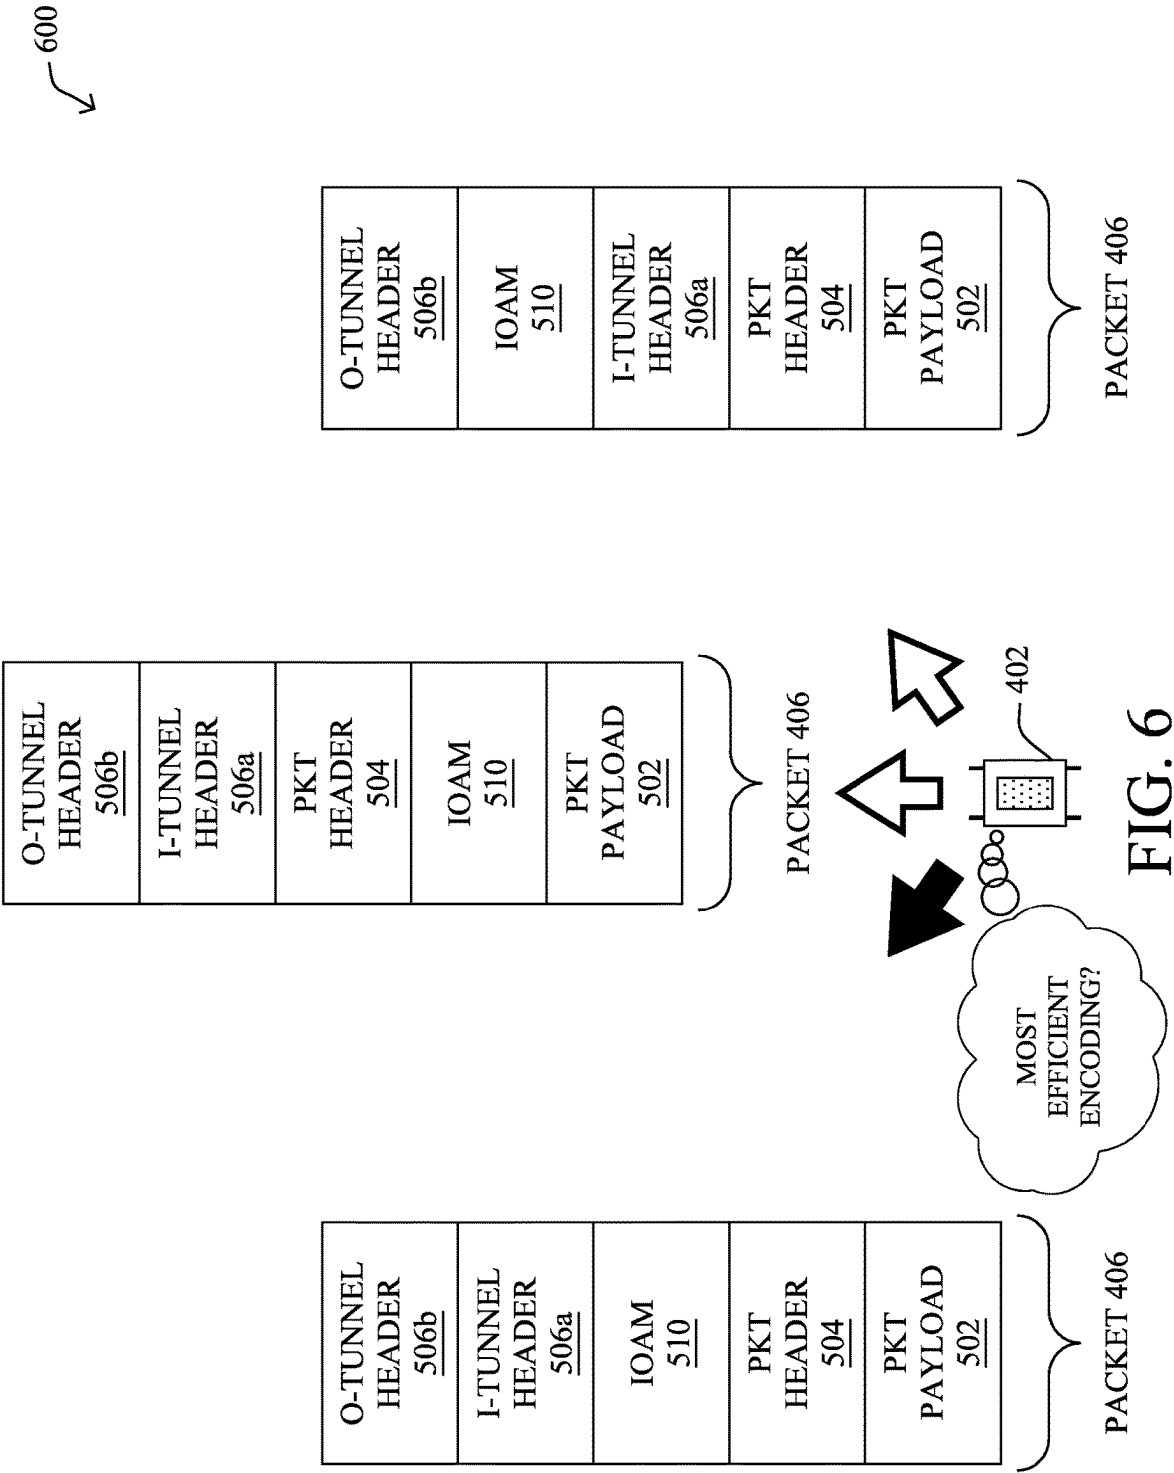 600
O-TUNNEL
HEADER
506b
I-TUNNEL
HEADER
506a
IOAM
510
PKT
HEADER
504
PKT
PAYLOAD
502
PACKET 406
O-TUNNEL
HEADER
506b
I-TUNNEL
HEADER
506a
PKT
HEADER
504
IOAM
510
PKT
PAYLOAD
502
PACKET 406
O-TUNNEL
HEADER
506b
IOAM
510
I-TUNNEL
HEADER
506a
PKT
HEADER
504
PKT
PAYLOAD
502
PACKET 406
MOST
EFFICIENT
ENCODING?
402
FIG. 6